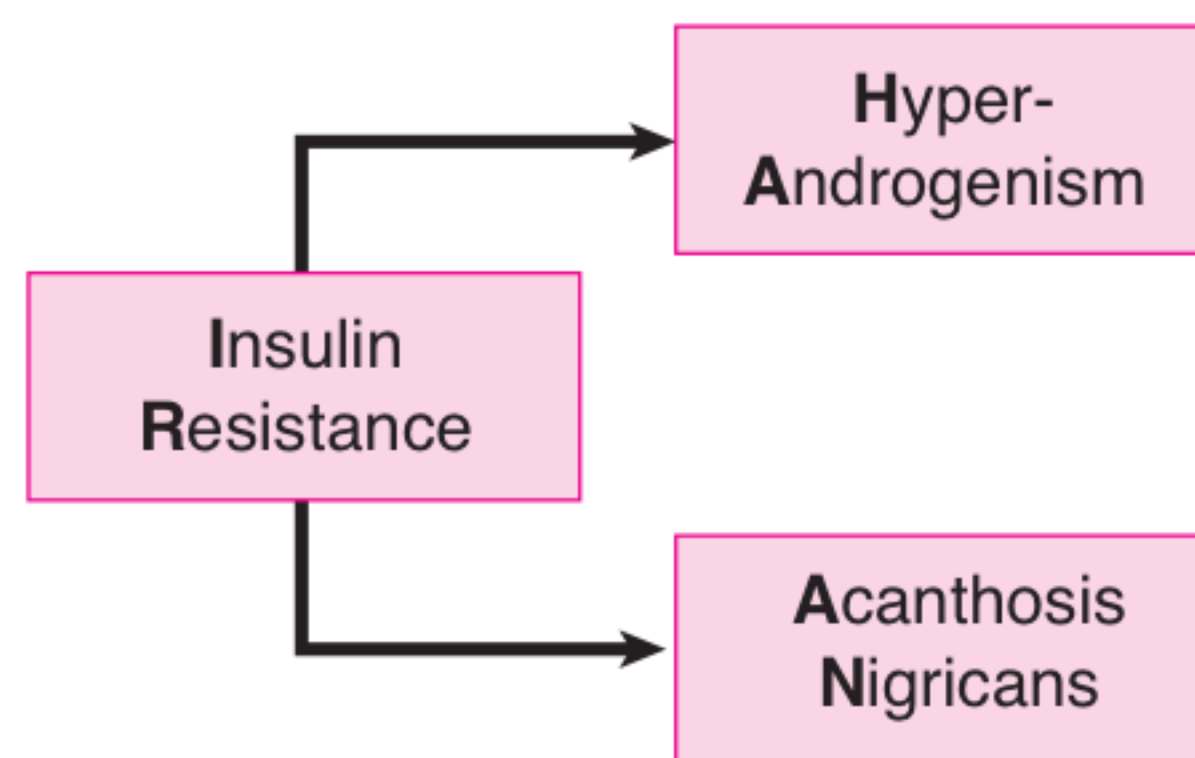 Hyper-
Androgenism
Insulin
Resistance
Acanthosis
Nigricans